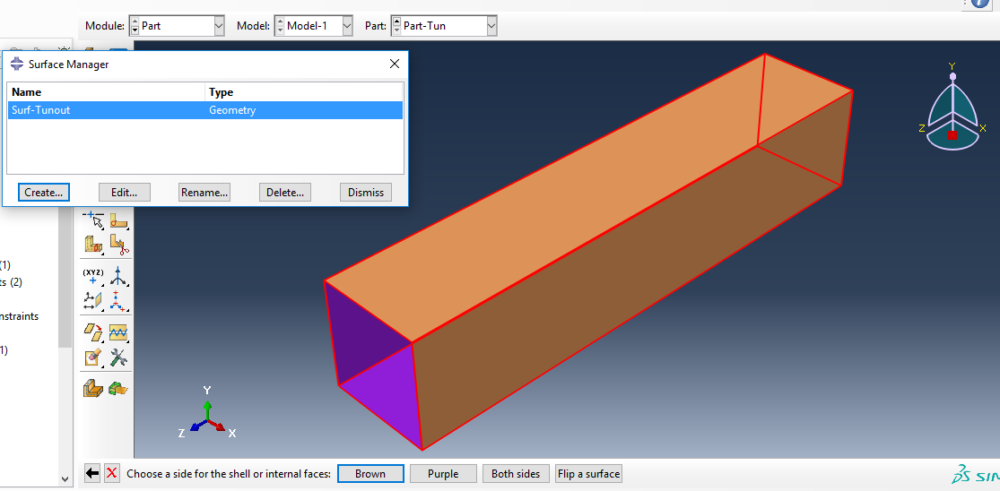 Module: Part Model: Model-1 Part: Part-Tun
Surface Manager
Name Type
Surf-Tunout Geometry
Create... Edit... Rename... Delete... Dismiss
Y
Z X
(XYZ)
(1)
ts (2)
nstraints
1)
Y
Z X
Choose a side for the shell or internal faces: Brown Purple Both sides Flip a surface
SIM